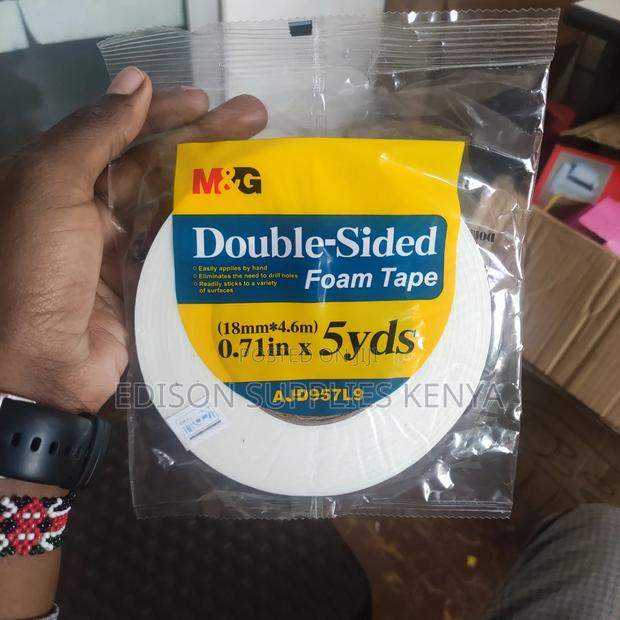 M&G
Double-Sided
Foam Tape
Easily applies by hand
Eliminates the need to drill holes
Readily sticks to a variety
of surfaces
(18mm*4.6m)
0.71in x 5yds
POSTED ON JIJI
EDISON SUPPLIES KENYA
AJD957L9